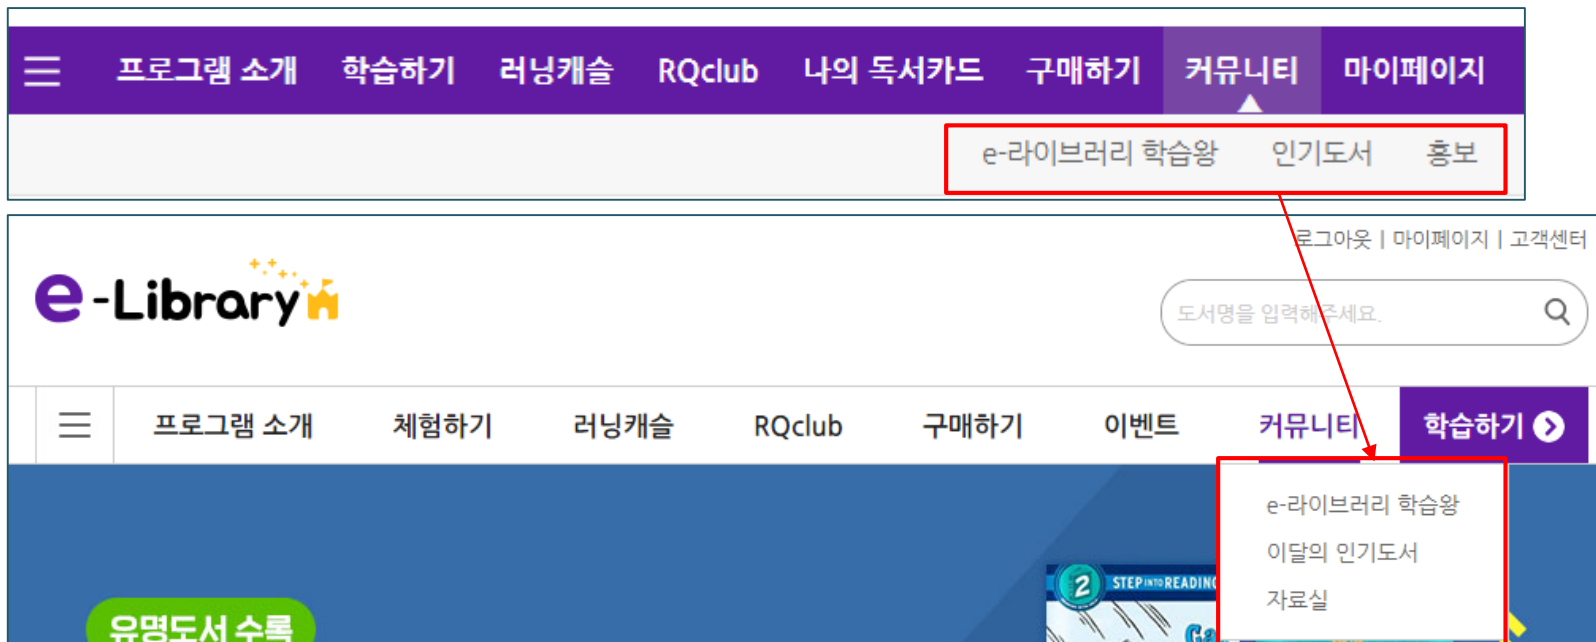 프로그램 소개 학습하기 러닝캐슬 RQclub 나의 독서카드 구매하기 커뮤니티 마이페이지
e-라이브러리 학습왕 인기도서 홍보
로그아웃 | 마이페이지 | 고객센터
e-Library
도서명을 입력해주세요.
프로그램 소개 체험하기 러닝캐슬 RQclub 구매하기 이벤트 커뮤니티 학습하기
e-라이브러리 학습왕
이달의 인기도서
자료실
2 STEP INTO READING
유명도서 수록